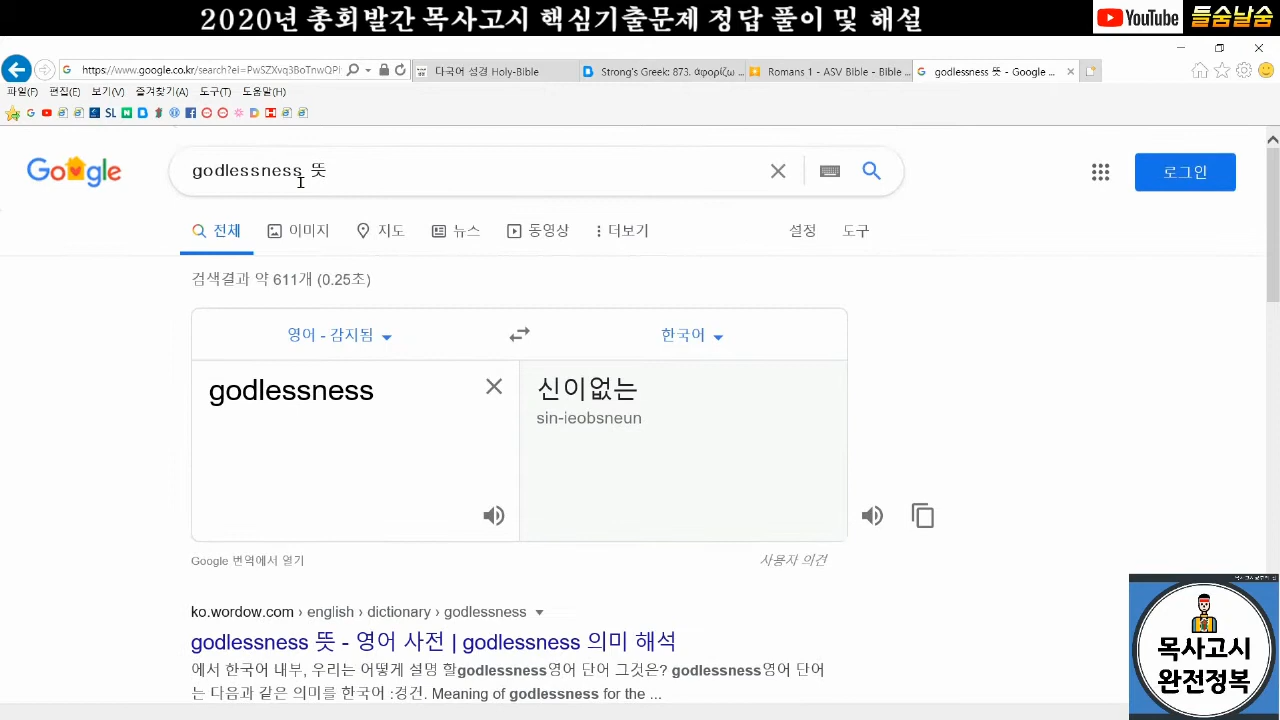 2020년 총회발간 목사고시 핵심기출문제 정답 풀이 및 해설
YouTube 들숨날숨
https://www.google.co.kr/search?ei=PwSZXvq3BoTnwQPl
다국어 성경 Holy-Bible
Strong's Greek: 873. ἀφορίζω ...
Romans 1 - ASV Bible - Bible ...
godlessness 뜻 - Google ...
파일(F) 편집(E) 보기(V) 즐겨찾기(A) 도구(T) 도움말(H)
Google
godlessness 뜻
로그인
전체 이미지 지도 뉴스 동영상 더보기 설정 도구
검색결과 약 611개 (0.25초)
영어 - 감지됨 한국어
godlessness
신이없는
sin-ieobsneun
Google 번역에서 열기 사용자 의견
ko.wordow.com › english › dictionary › godlessness
godlessness 뜻 - 영어 사전 | godlessness 의미 해석
에서 한국어 내부, 우리는 어떻게 설명 할godlessness영어 단어 그것은? godlessness영어 단어
는 다음과 같은 의미를 한국어 :경건. Meaning of godlessness for the ...
목사고시
완전정복